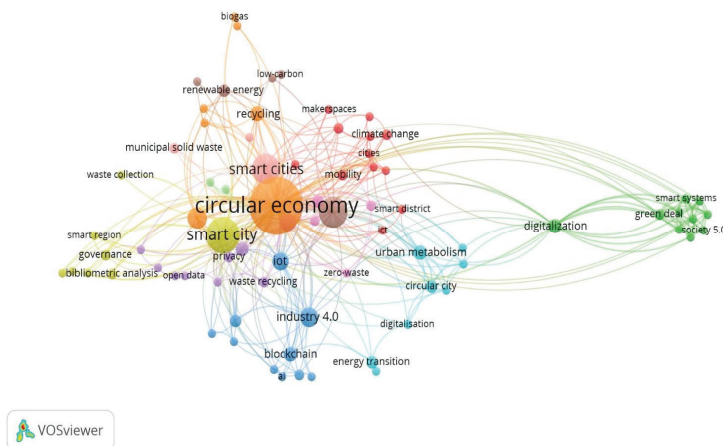 biogas
low-carbon
renewable energy
recycling
makerspaces
climate change
municipal solid waste
cities
smart cities
mobility
waste collection
circular economy
smart systems
smart district
green deal
digitalization
society 5.0
ict
smart region
smart city
governance
urban metabolism
privacy
iot
bibliometric analysis
open data
zero-waste
waste recycling
circular city
industry 4.0
digitalisation
blockchain
energy transition
ai
VOSviewer